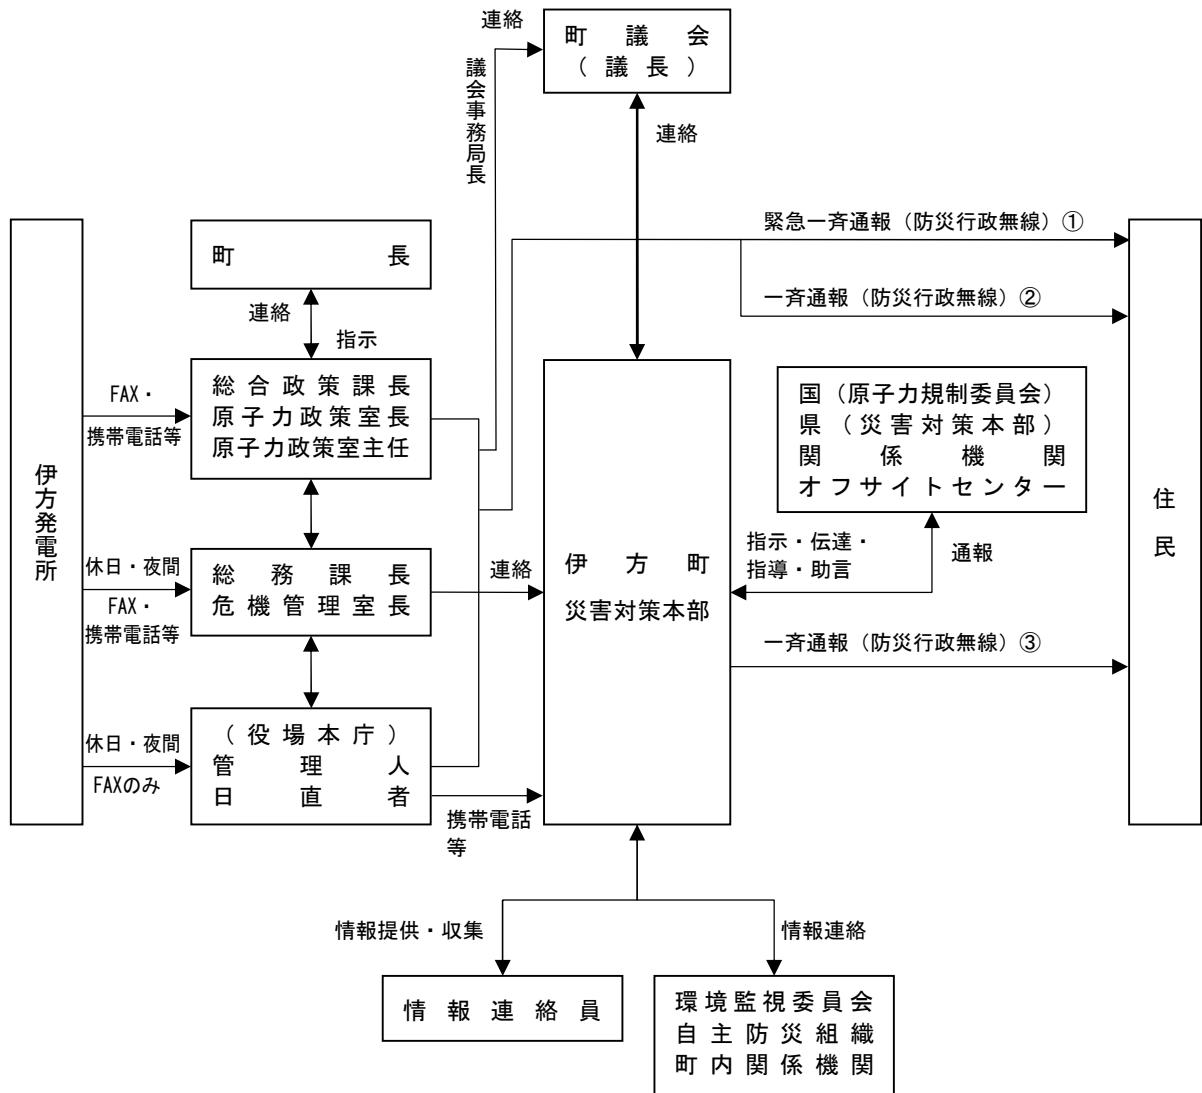 連絡
町議会
（議長）
議会事務局長
連絡
町長
緊急一斉通報（防災行政無線）①
一斉通報（防災行政無線）②
連絡
指示
FAX・
携帯電話等
総合政策課長
原子力政策室長
原子力政策室主任
国（原子力規制委員会）
県（災害対策本部）
関係機関
オフサイトセンター
伊方発電所
住民
休日・夜間
FAX・
携帯電話等
総務課長
危機管理室長
連絡
伊方町
災害対策本部
指示・伝達・
指導・助言
通報
一斉通報（防災行政無線）③
休日・夜間
FAXのみ
（役場本庁）
管理人
日直者
携帯電話
等
情報提供・収集
情報連絡
情報連絡員
環境監視委員会
自主防災組織
町内関係機関